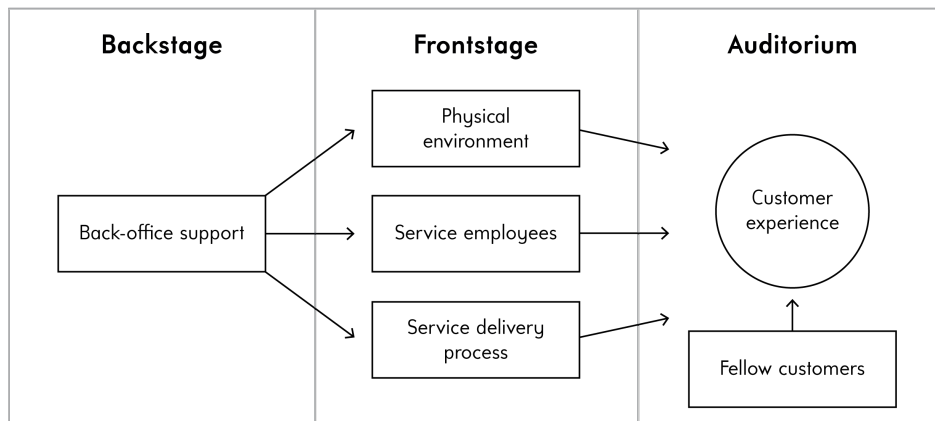 Backstage
Frontstage
Auditorium
Physical
environment
Back-office support
Service employees
Service delivery
process
Customer
experience
Fellow customers